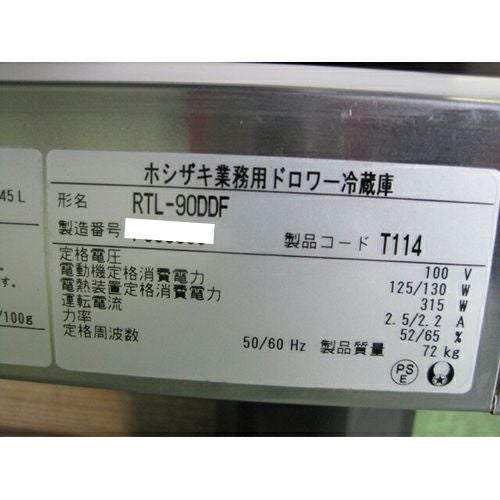 ホシザキ業務用ドロワー冷蔵庫
形名 RTL-90DDF
製造番号 製品コード T114
定格電圧 100 V
電動機定格消費電力 125/130 W
電熱装置定格消費電力 315 W
運転電流 2.5/2.2 A
力率 52/65 %
定格周波数 50/60 Hz 製品質量 72 kg
PS
E
45 L
す。
/100g